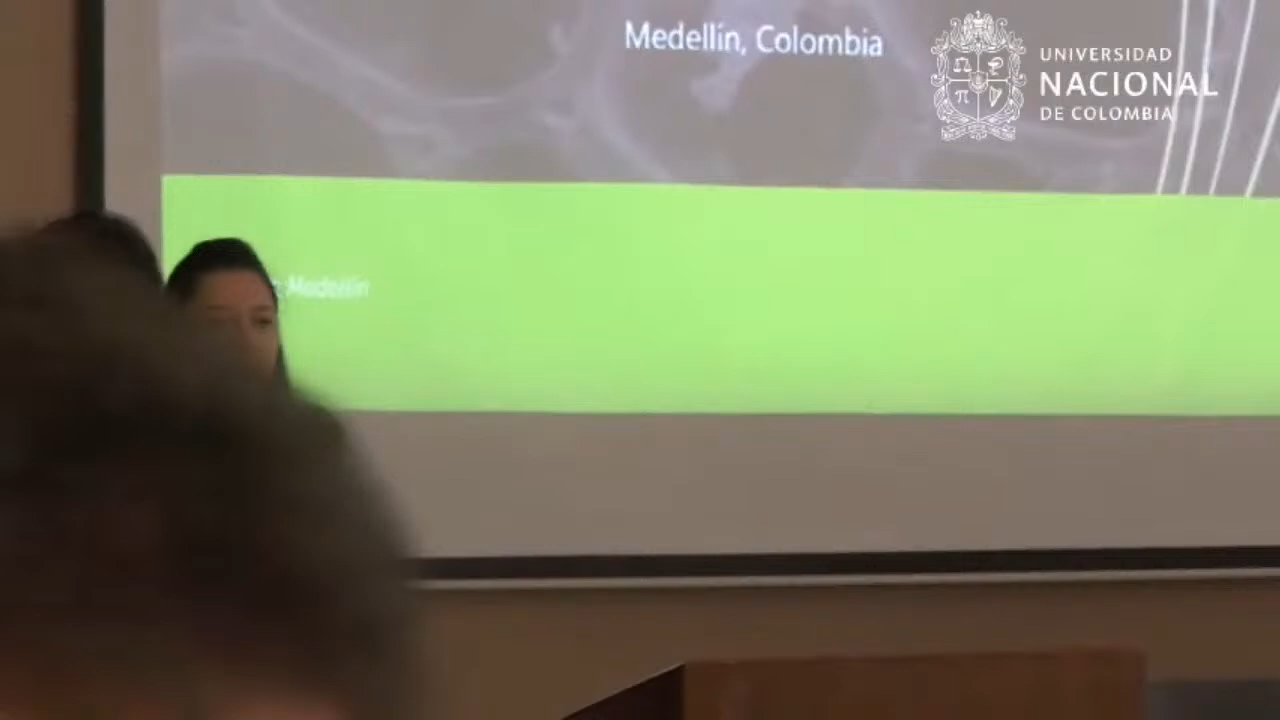 Medellín, Colombia
UNIVERSIDAD
NACIONAL
DE COLOMBIA
Medellín